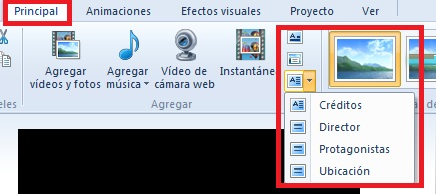 Principal Animaciones Efectos visuales Proyecto Ver
Agregar vídeos y fotos
Agregar música
Vídeo de cámara web
Instantáne
Agregar
Créditos
Director
Protagonistas
Ubicación